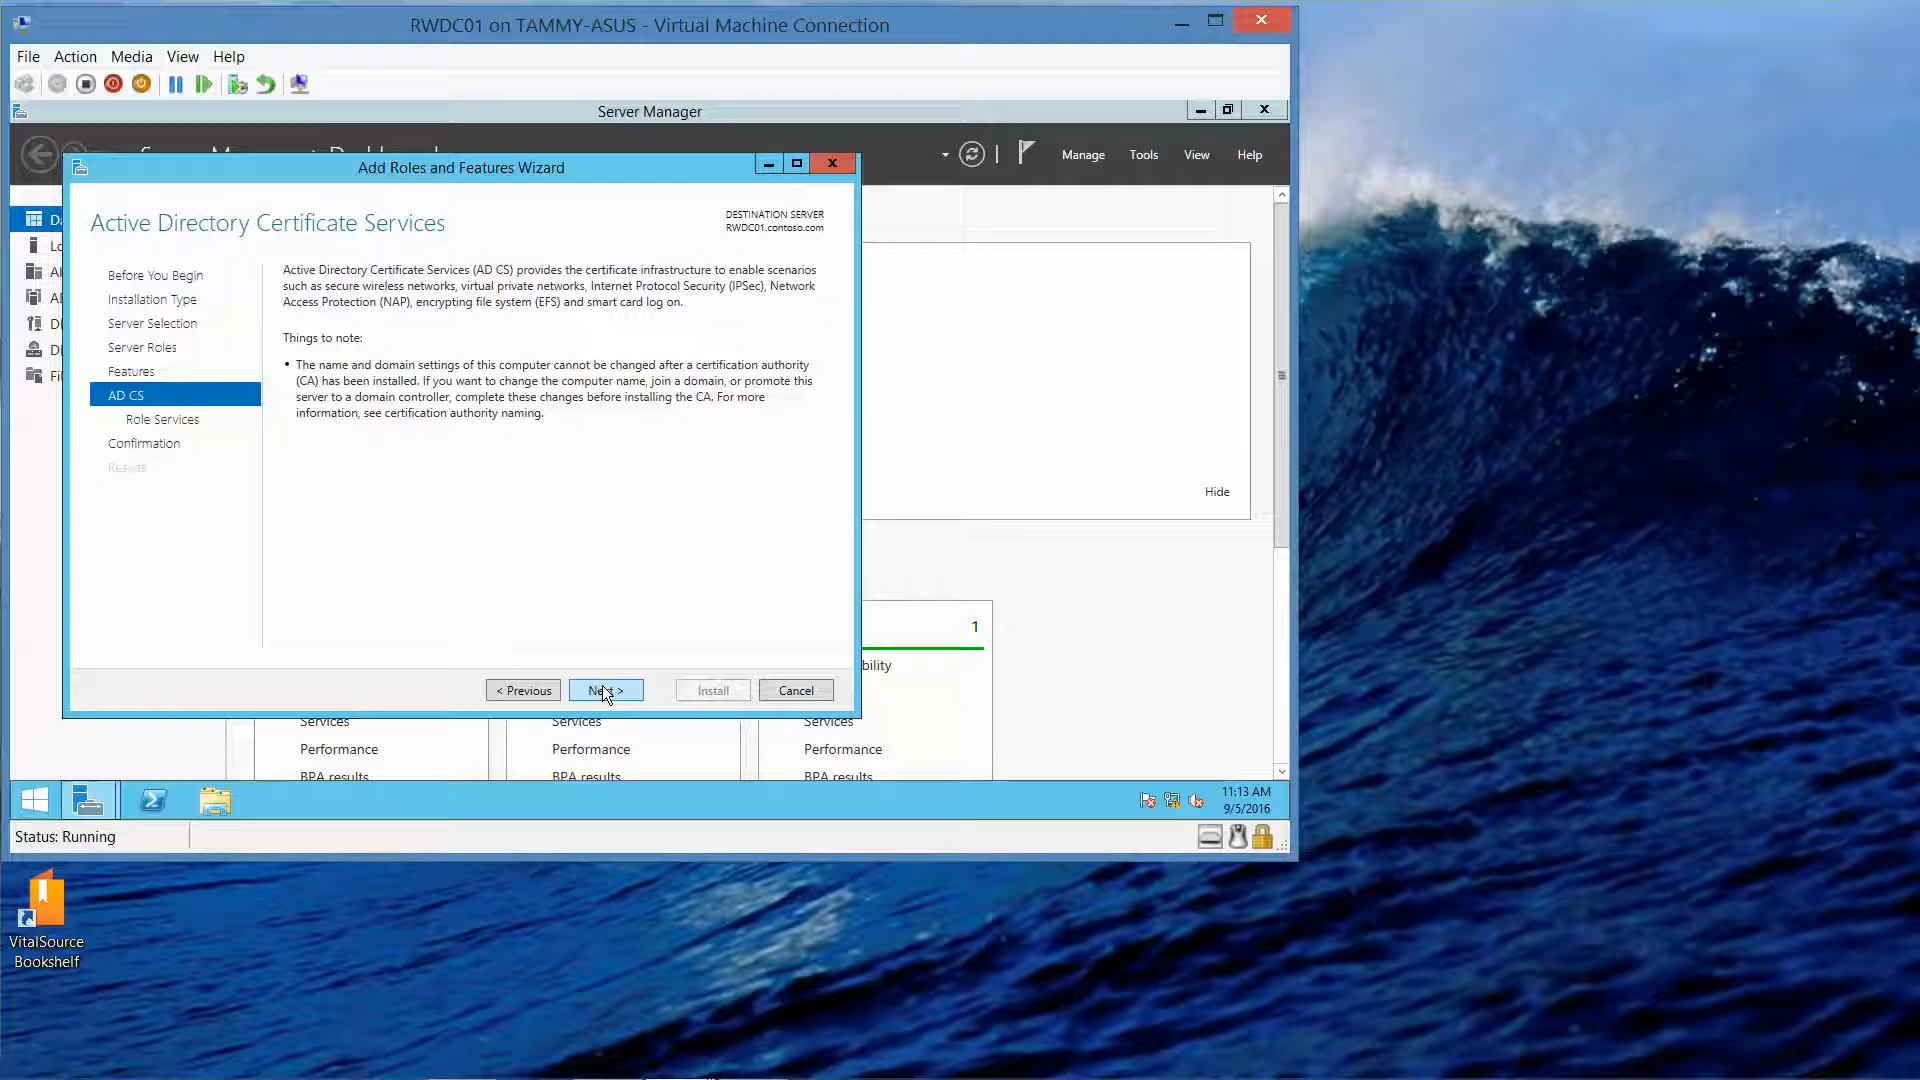 RWDC01 on TAMMY-ASUS - Virtual Machine Connection
File Action Media View Help
Server Manager
Manage Tools View Help
Add Roles and Features Wizard
Active Directory Certificate Services
DESTINATION SERVER
RWDC01.contoso.com
Before You Begin
Installation Type
Server Selection
Server Roles
Features
AD CS
Role Services
Confirmation
Results
Active Directory Certificate Services (AD CS) provides the certificate infrastructure to enable scenarios
such as secure wireless networks, virtual private networks, Internet Protocol Security (IPSec), Network
Access Protection (NAP), encrypting file system (EFS) and smart card log on.
Things to note:
• The name and domain settings of this computer cannot be changed after a certification authority
(CA) has been installed. If you want to change the computer name, join a domain, or promote this
server to a domain controller, complete these changes before installing the CA. For more
information, see certification authority naming.
Hide
1
bility
< Previous
Next >
Install
Cancel
Services Services Services
Performance Performance Performance
BPA results BPA results BPA results
11:13 AM
9/5/2016
Status: Running
VitalSource
Bookshelf